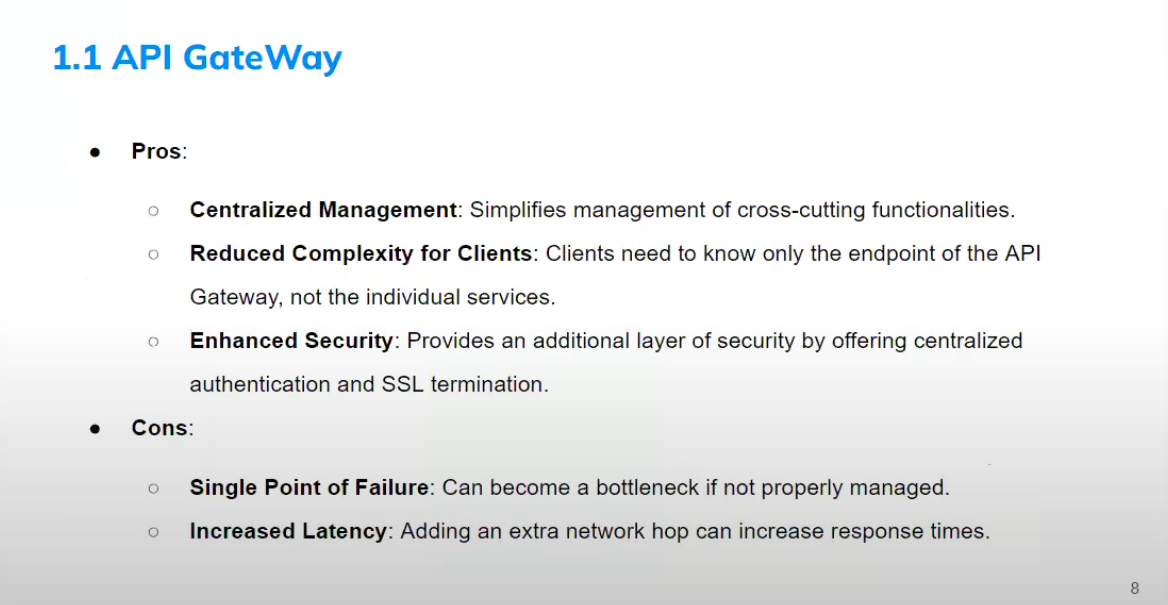 1.1 API GateWay
● Pros:
○ Centralized Management: Simplifies management of cross-cutting functionalities.
○ Reduced Complexity for Clients: Clients need to know only the endpoint of the API
Gateway, not the individual services.
○ Enhanced Security: Provides an additional layer of security by offering centralized
authentication and SSL termination.
● Cons:
○ Single Point of Failure: Can become a bottleneck if not properly managed.
○ Increased Latency: Adding an extra network hop can increase response times.
8